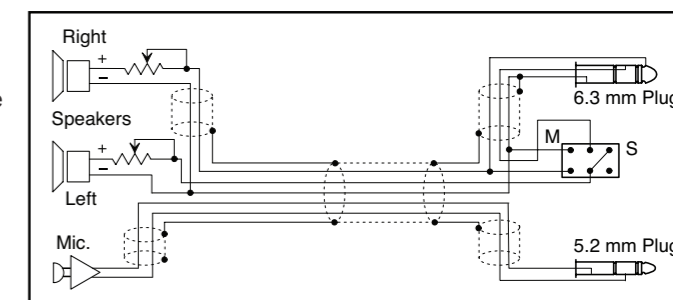 e
Right
+
−
Speakers
+
−
Left
Mic.
6.3 mm Plug
M
S
5.2 mm Plug